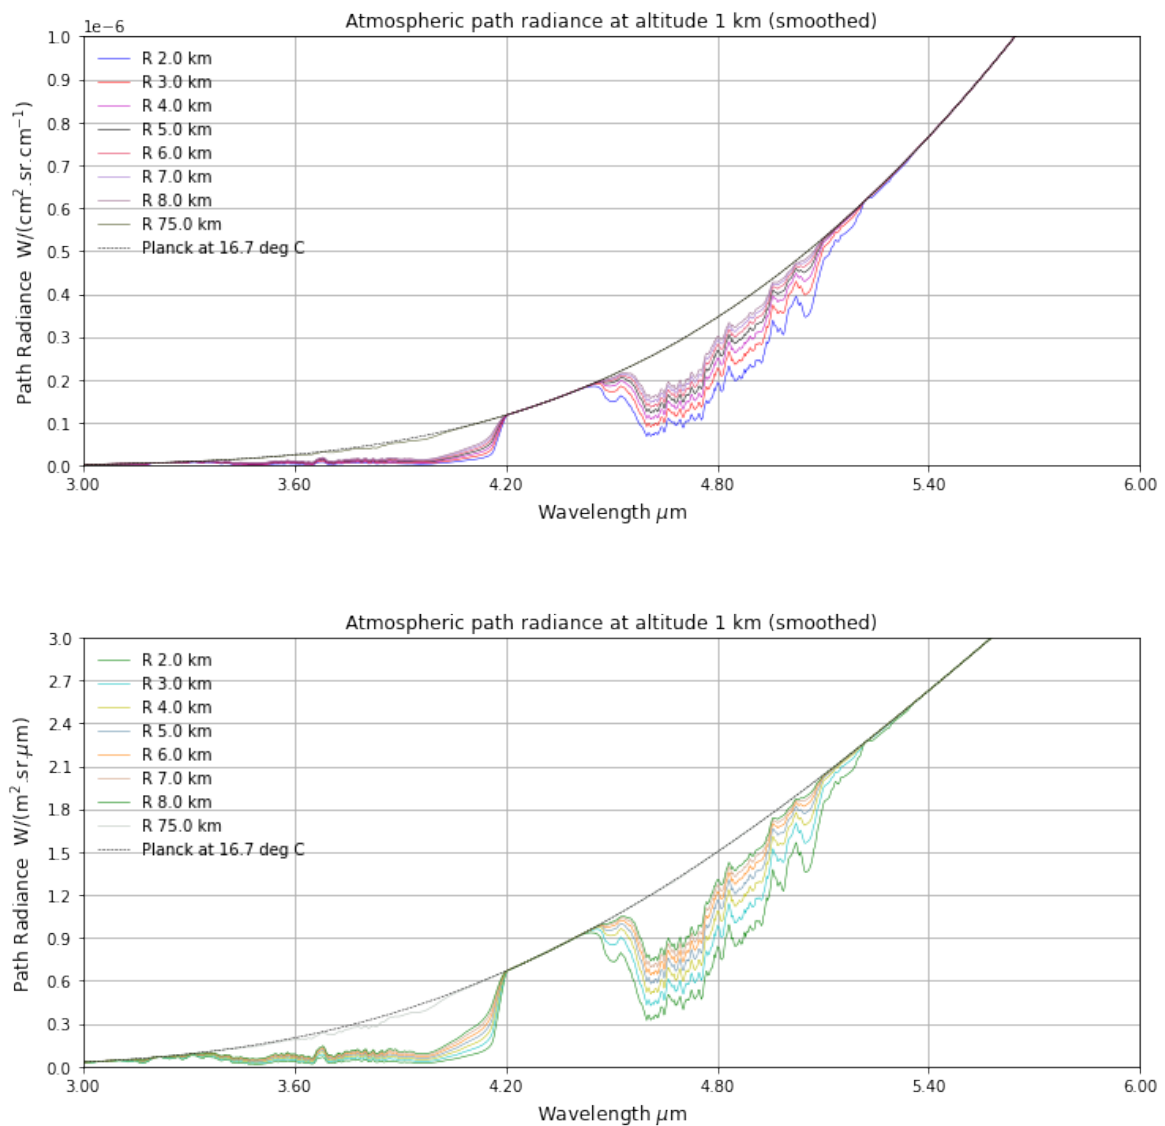 Atmospheric path radiance at altitude 1 km (smoothed)
1e−6
1.0
0.9
0.8
0.7
0.6
0.5
0.4
0.3
0.2
0.1
0.0
Path Radiance W/(cm².sr.cm⁻¹)
R 2.0 km
R 3.0 km
R 4.0 km
R 5.0 km
R 6.0 km
R 7.0 km
R 8.0 km
R 75.0 km
Planck at 16.7 deg C
3.00 3.60 4.20 4.80 5.40 6.00
Wavelength μm
Atmospheric path radiance at altitude 1 km (smoothed)
3.0
2.7
2.4
2.1
1.8
1.5
1.2
0.9
0.6
0.3
0.0
Path Radiance W/(m².sr.μm)
R 2.0 km
R 3.0 km
R 4.0 km
R 5.0 km
R 6.0 km
R 7.0 km
R 8.0 km
R 75.0 km
Planck at 16.7 deg C
3.00 3.60 4.20 4.80 5.40 6.00
Wavelength μm